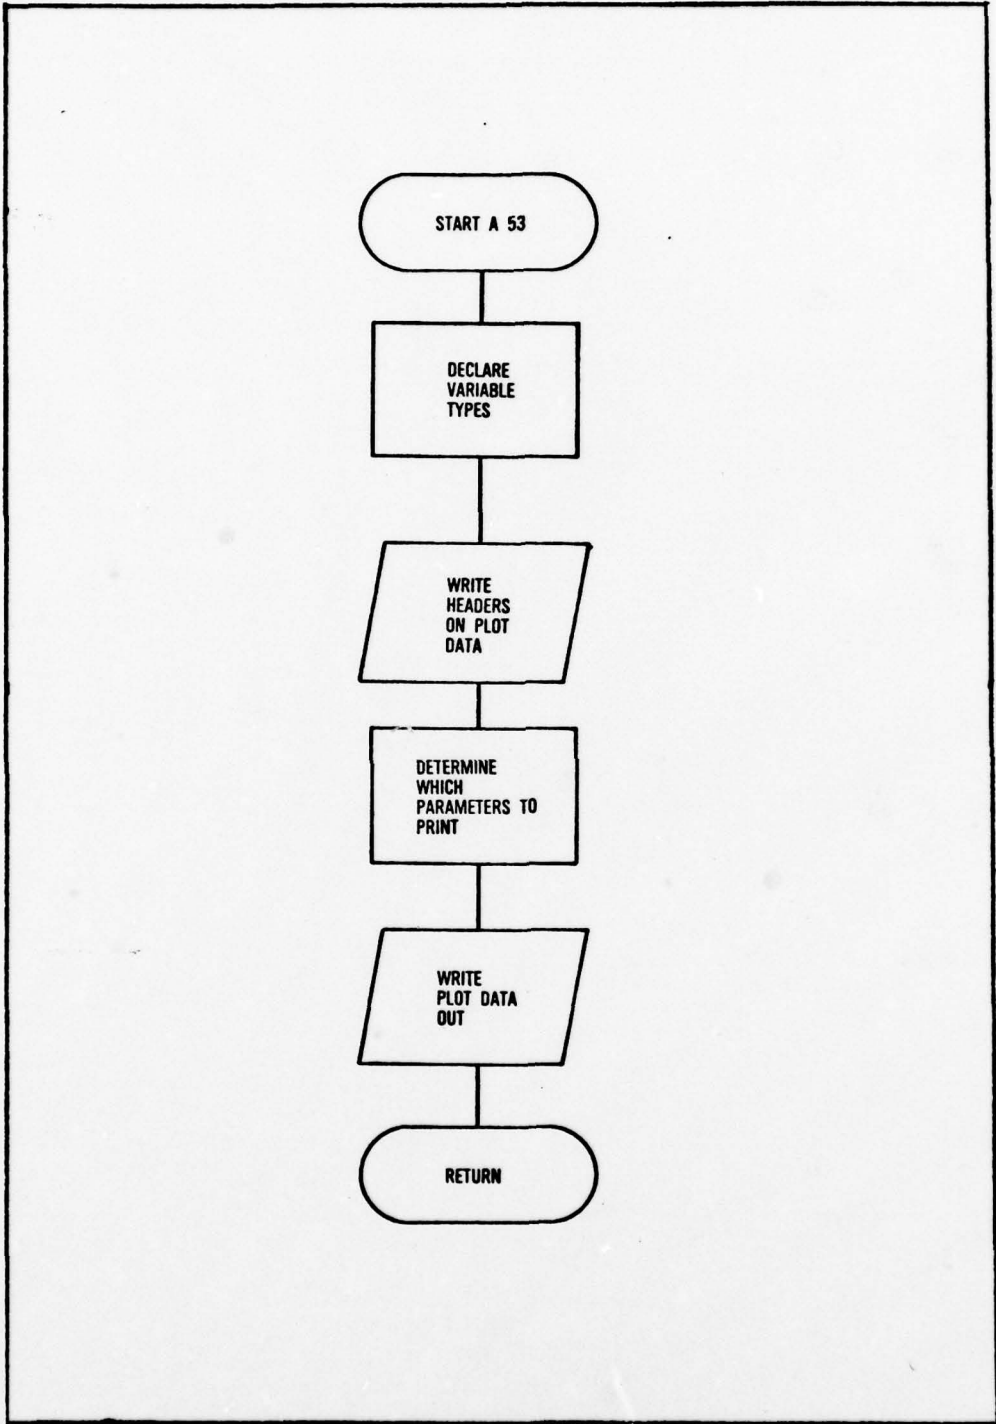 START A 53
DECLARE
VARIABLE
TYPES
WRITE
HEADERS
ON PLOT
DATA
DETERMINE
WHICH
PARAMETERS TO
PRINT
WRITE
PLOT DATA
OUT
RETURN